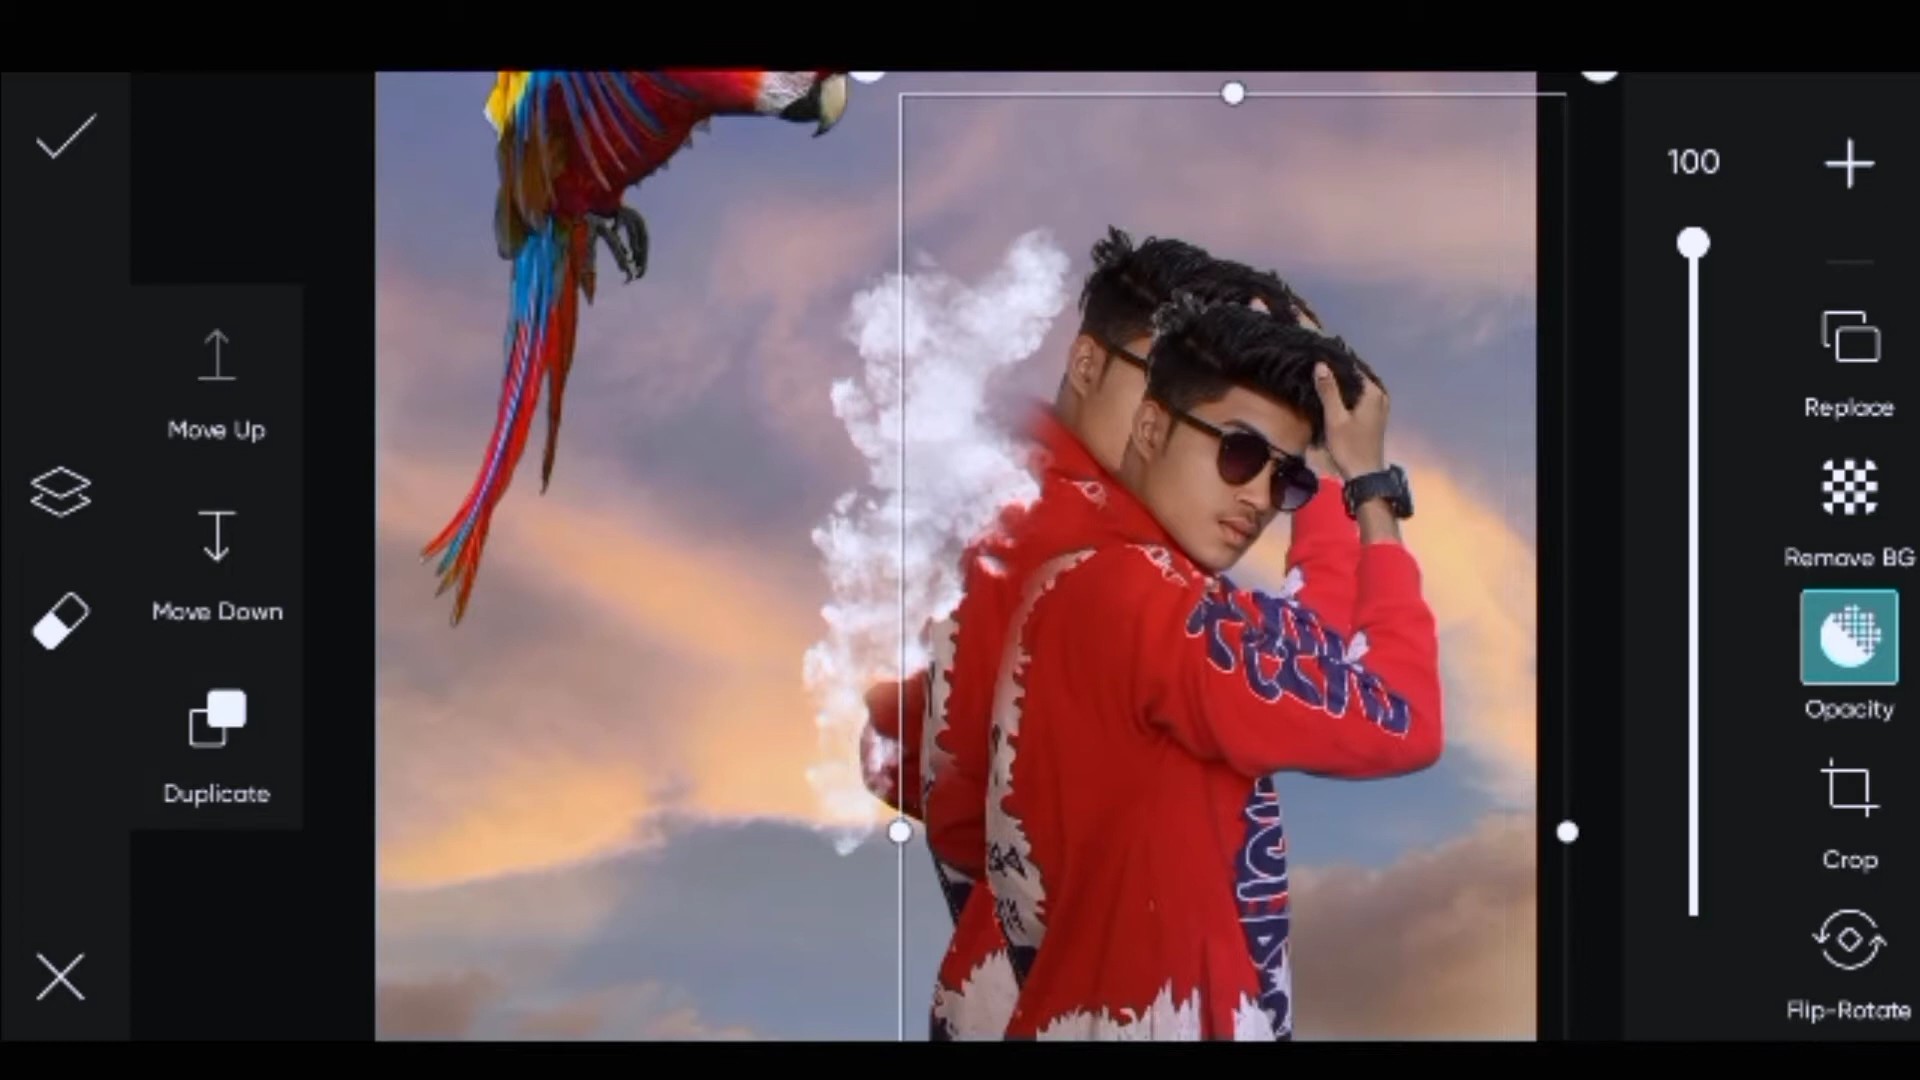 100
Replace
Move Up
Remove BG
Move Down
Opacity
Duplicate
Crop
Flip-Rotate